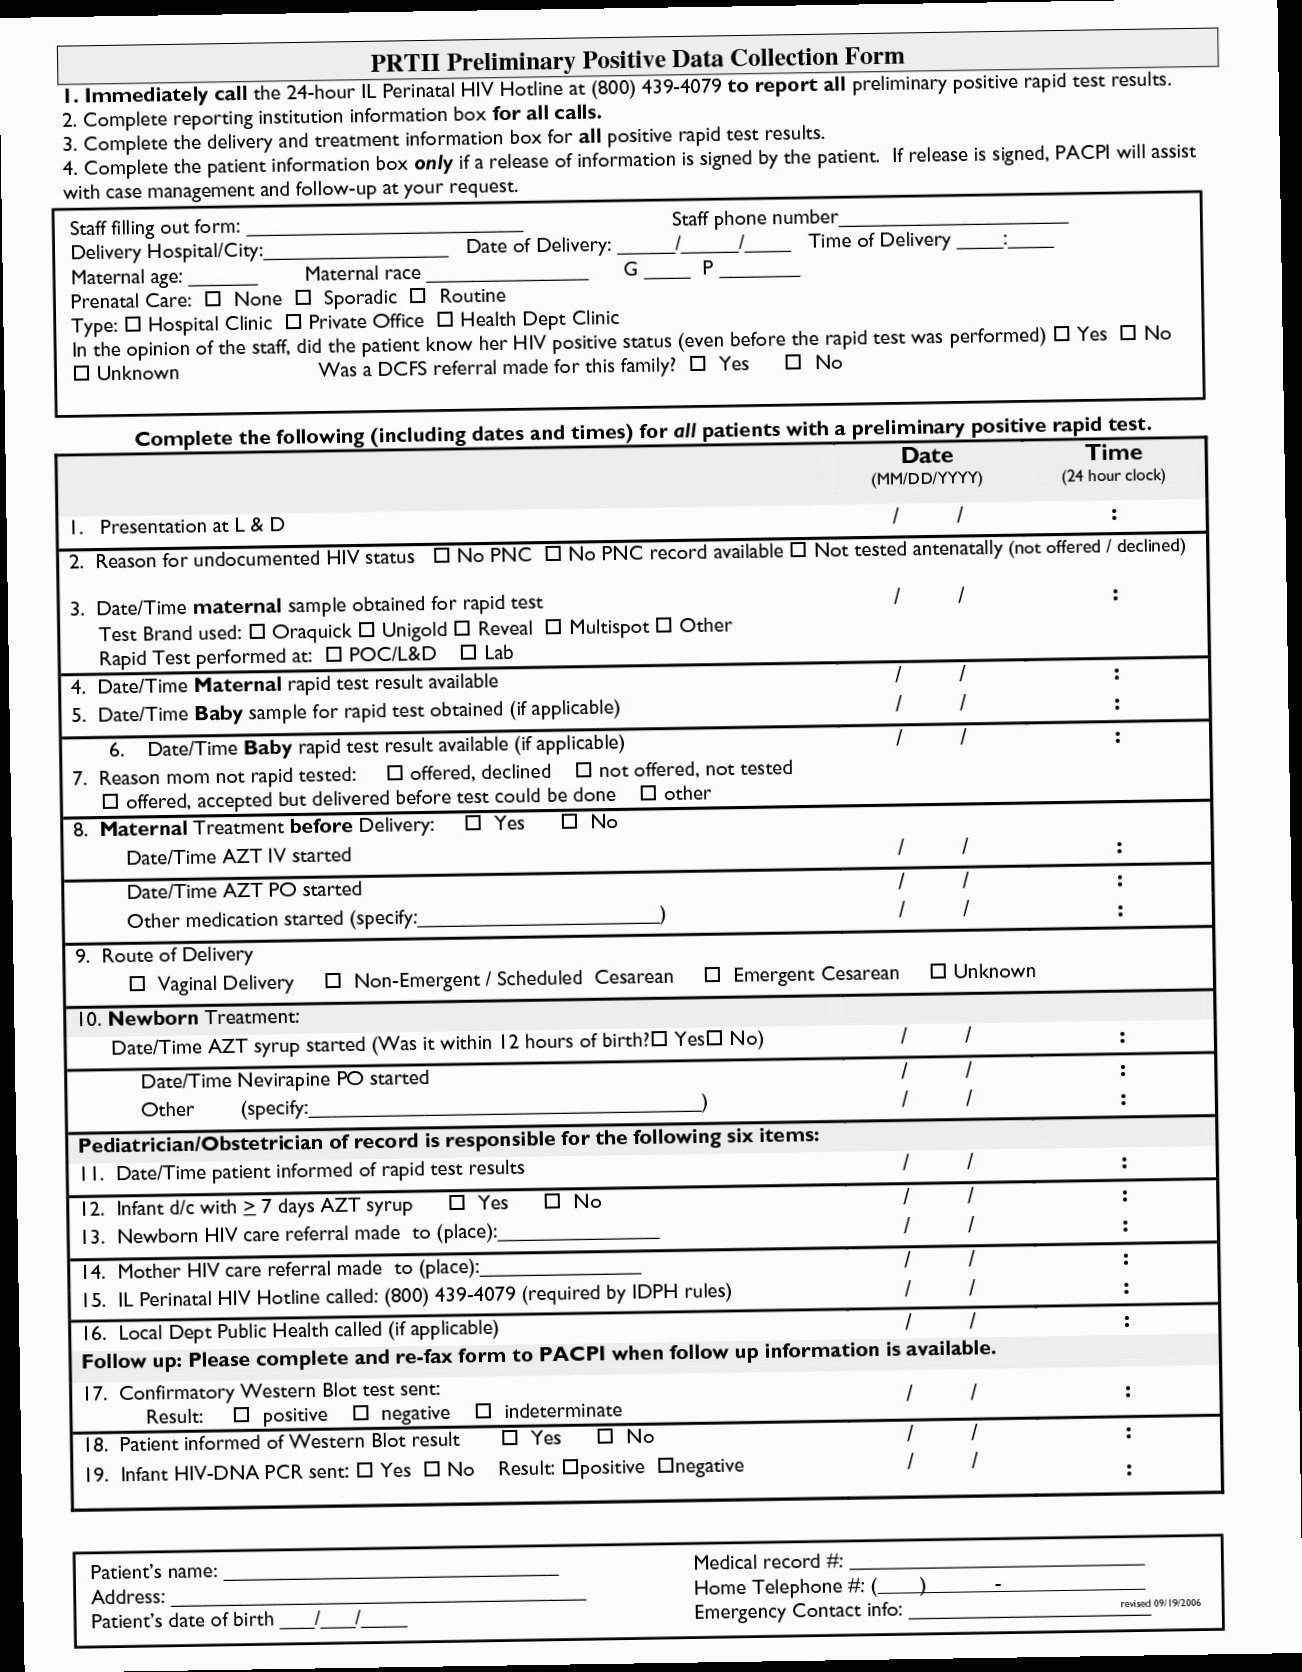 PRTII Preliminary Positive Data Collection Form
1. Immediately call the 24-hour IL Perinatal HIV Hotline at (800) 439-4079 to report all preliminary positive rapid test results.
2. Complete reporting institution information box for all calls.
3. Complete the delivery and treatment information box for all positive rapid test results.
4. Complete the patient information box only if a release of information is signed by the patient. If release is signed, PACPI will assist
with case management and follow-up at your request.
Staff filling out form: ________________ Staff phone number________________
Delivery Hospital/City:________________ Date of Delivery: _____/_____/____ Time of Delivery ____:____
Maternal age: ______ Maternal race ______________ G ____ P _______
Prenatal Care: ☐ None ☐ Sporadic ☐ Routine
Type: ☐ Hospital Clinic ☐ Private Office ☐ Health Dept Clinic
In the opinion of the staff, did the patient know her HIV positive status (even before the rapid test was performed) ☐ Yes ☐ No
☐ Unknown Was a DCFS referral made for this family? ☐ Yes ☐ No
Complete the following (including dates and times) for all patients with a preliminary positive rapid test.
Date Time
(MM/DD/YYYY) (24 hour clock)
1. Presentation at L & D / / :
2. Reason for undocumented HIV status ☐ No PNC ☐ No PNC record available ☐ Not tested antenatally (not offered / declined)
3. Date/Time maternal sample obtained for rapid test / / :
Test Brand used: ☐ Oraquick ☐ Unigold ☐ Reveal ☐ Multispot ☐ Other
Rapid Test performed at: ☐ POC/L&D ☐ Lab
4. Date/Time Maternal rapid test result available / / :
5. Date/Time Baby sample for rapid test obtained (if applicable) / / :
6. Date/Time Baby rapid test result available (if applicable) / / :
7. Reason mom not rapid tested: ☐ offered, declined ☐ not offered, not tested
☐ offered, accepted but delivered before test could be done ☐ other
8. Maternal Treatment before Delivery: ☐ Yes ☐ No
Date/Time AZT IV started / / :
Date/Time AZT PO started / / :
Other medication started (specify:____________________) / / :
9. Route of Delivery
☐ Vaginal Delivery ☐ Non-Emergent / Scheduled Cesarean ☐ Emergent Cesarean ☐ Unknown
10. Newborn Treatment:
Date/Time AZT syrup started (Was it within 12 hours of birth?☐ Yes☐ No) / / :
Date/Time Nevirapine PO started / / :
Other (specify:________________________________) / / :
Pediatrician/Obstetrician of record is responsible for the following six items:
11. Date/Time patient informed of rapid test results / / :
12. Infant d/c with ≥ 7 days AZT syrup ☐ Yes ☐ No / / :
13. Newborn HIV care referral made to (place):______________ / / :
14. Mother HIV care referral made to (place):______________ / / :
15. IL Perinatal HIV Hotline called: (800) 439-4079 (required by IDPH rules) / / :
16. Local Dept Public Health called (if applicable) / / :
Follow up: Please complete and re-fax form to PACPI when follow up information is available.
17. Confirmatory Western Blot test sent: / / :
Result: ☐ positive ☐ negative ☐ indeterminate
18. Patient informed of Western Blot result ☐ Yes ☐ No / / :
19. Infant HIV-DNA PCR sent: ☐ Yes ☐ No Result: ☐positive ☐negative / / :
Patient's name: ____________________________ Medical record #: _________________________
Address: ___________________________________ Home Telephone #: (____)______-____________
Patient's date of birth ___/___/____ Emergency Contact info: ____________________
revised 09/19/2006